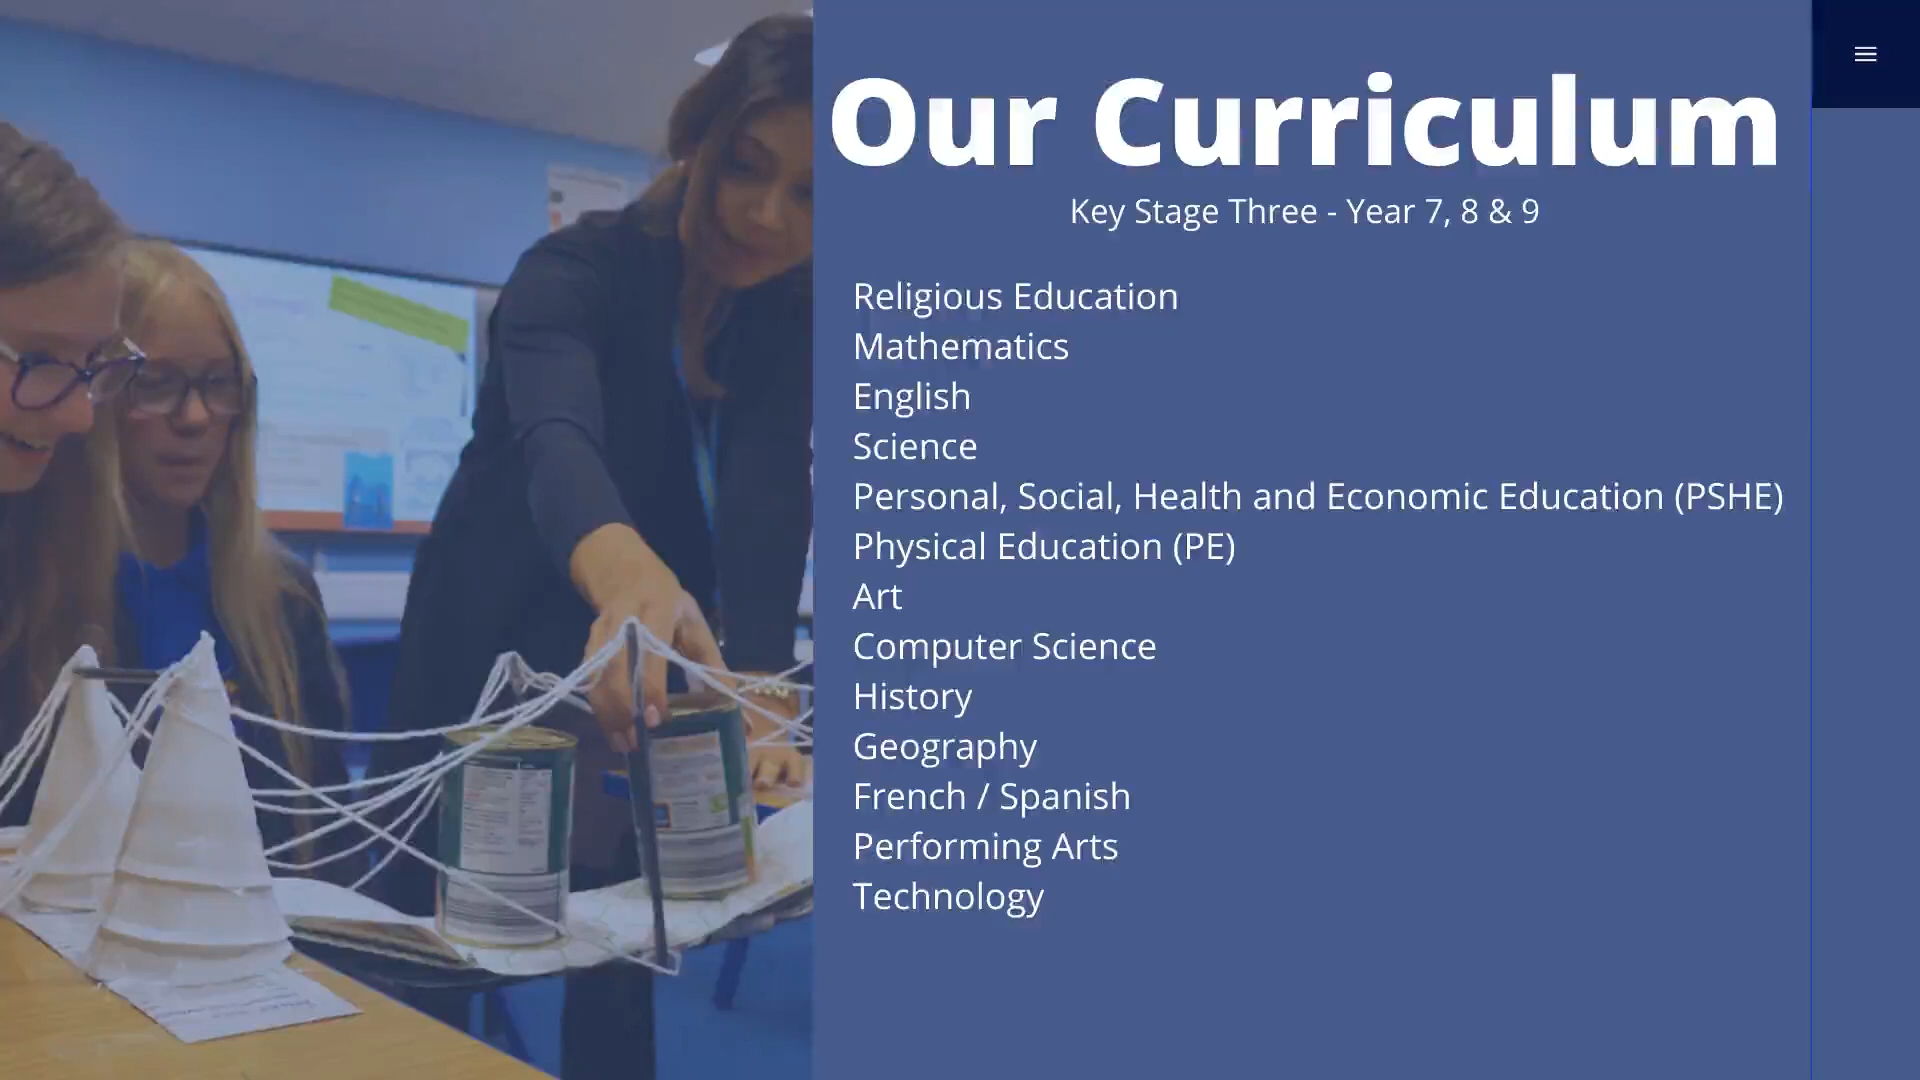 Our Curriculum
Key Stage Three - Year 7, 8 & 9
Religious Education
Mathematics
English
Science
Personal, Social, Health and Economic Education (PSHE)
Physical Education (PE)
Art
Computer Science
History
Geography
French / Spanish
Performing Arts
Technology